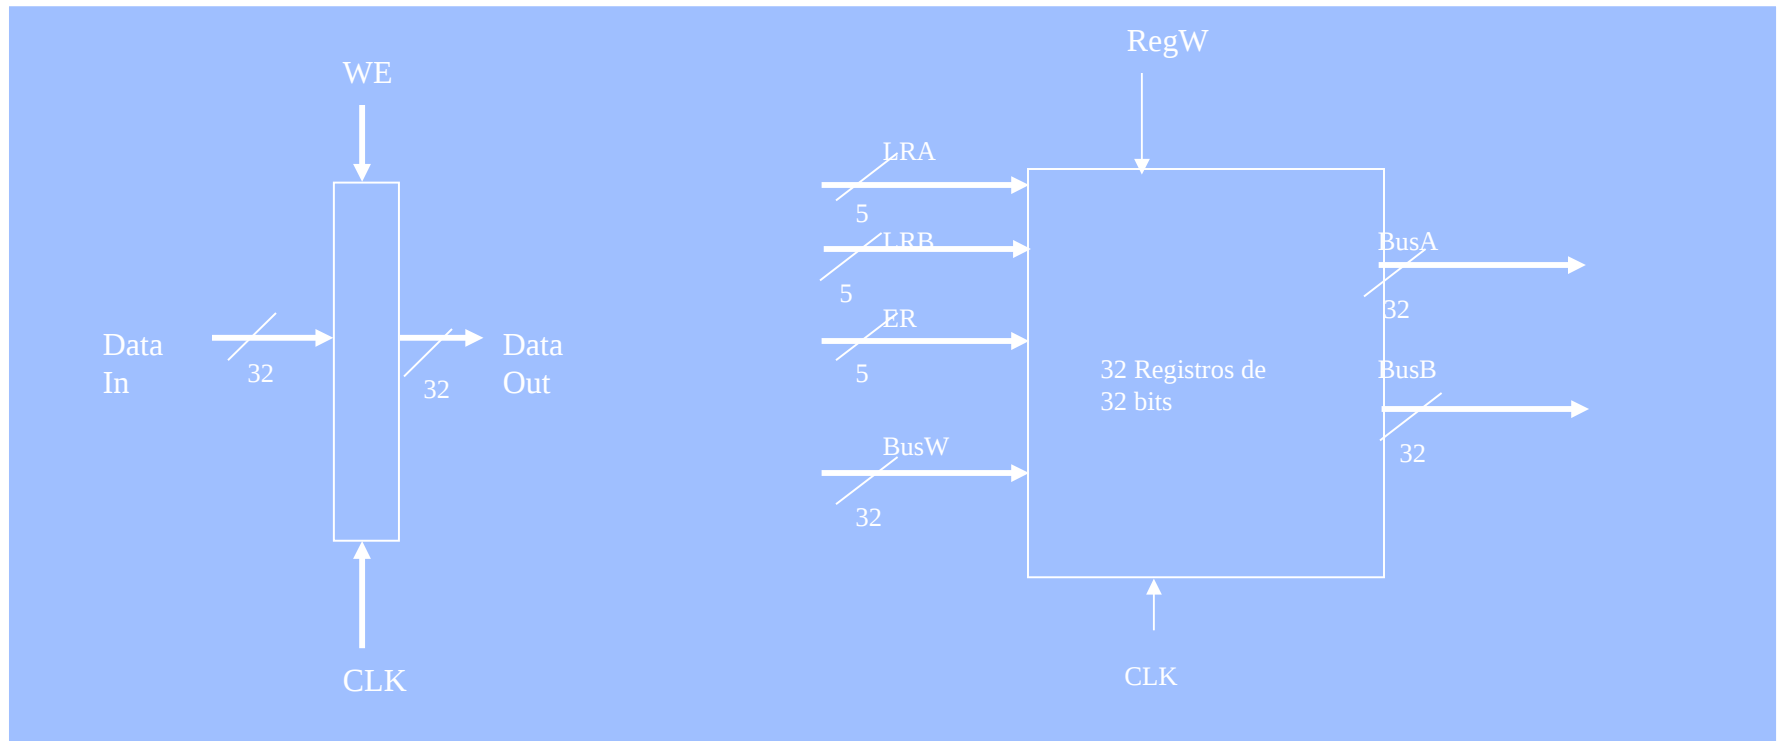 WE
Data
In
32
32
Data
Out
CLK
RegW
LRA
5
LRB
5
ER
5
BusW
32
32 Registros de
32 bits
BusA
32
BusB
32
CLK